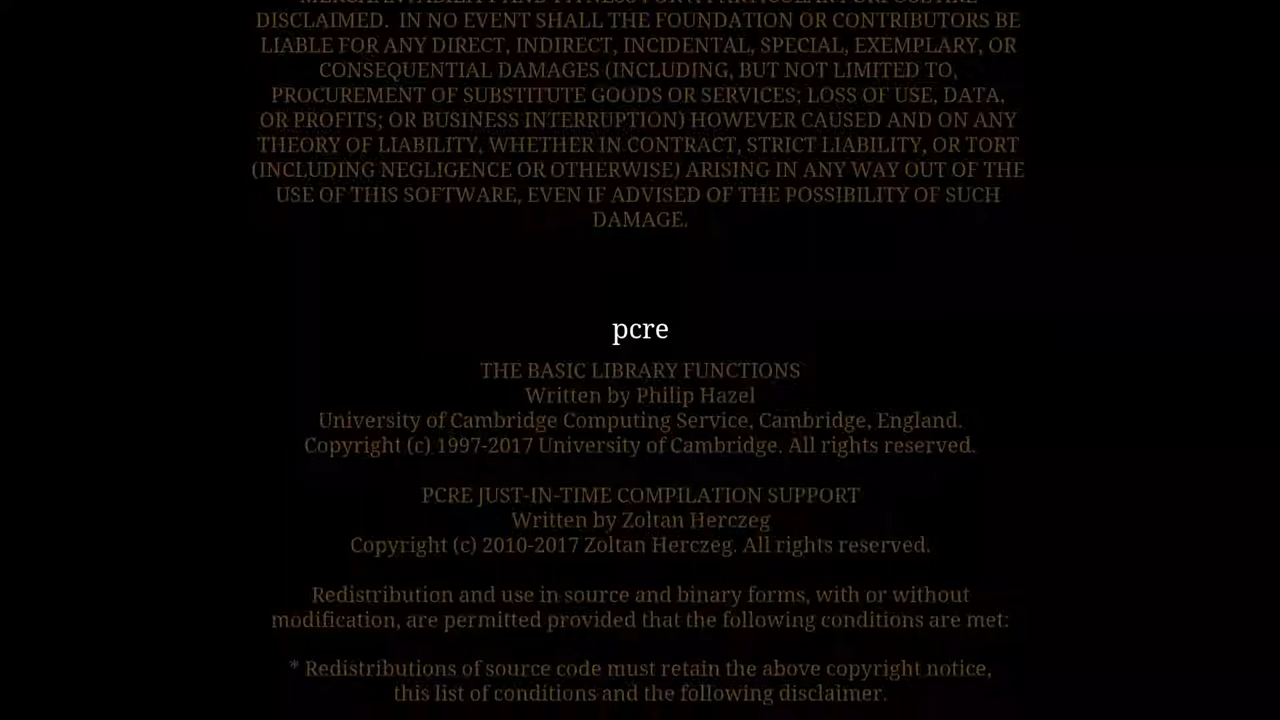 DISCLAIMED.  IN NO EVENT SHALL THE FOUNDATION OR CONTRIBUTORS BE
LIABLE FOR ANY DIRECT, INDIRECT, INCIDENTAL, SPECIAL, EXEMPLARY, OR
CONSEQUENTIAL DAMAGES (INCLUDING, BUT NOT LIMITED TO,
PROCUREMENT OF SUBSTITUTE GOODS OR SERVICES; LOSS OF USE, DATA,
OR PROFITS; OR BUSINESS INTERRUPTION) HOWEVER CAUSED AND ON ANY
THEORY OF LIABILITY, WHETHER IN CONTRACT, STRICT LIABILITY, OR TORT
(INCLUDING NEGLIGENCE OR OTHERWISE) ARISING IN ANY WAY OUT OF THE
USE OF THIS SOFTWARE, EVEN IF ADVISED OF THE POSSIBILITY OF SUCH
DAMAGE.
pcre
THE BASIC LIBRARY FUNCTIONS
Written by Philip Hazel
University of Cambridge Computing Service, Cambridge, England.
Copyright (c) 1997-2017 University of Cambridge. All rights reserved.
PCRE JUST-IN-TIME COMPILATION SUPPORT
Written by Zoltan Herczeg
Copyright (c) 2010-2017 Zoltan Herczeg. All rights reserved.
Redistribution and use in source and binary forms, with or without
modification, are permitted provided that the following conditions are met:
* Redistributions of source code must retain the above copyright notice,
this list of conditions and the following disclaimer.